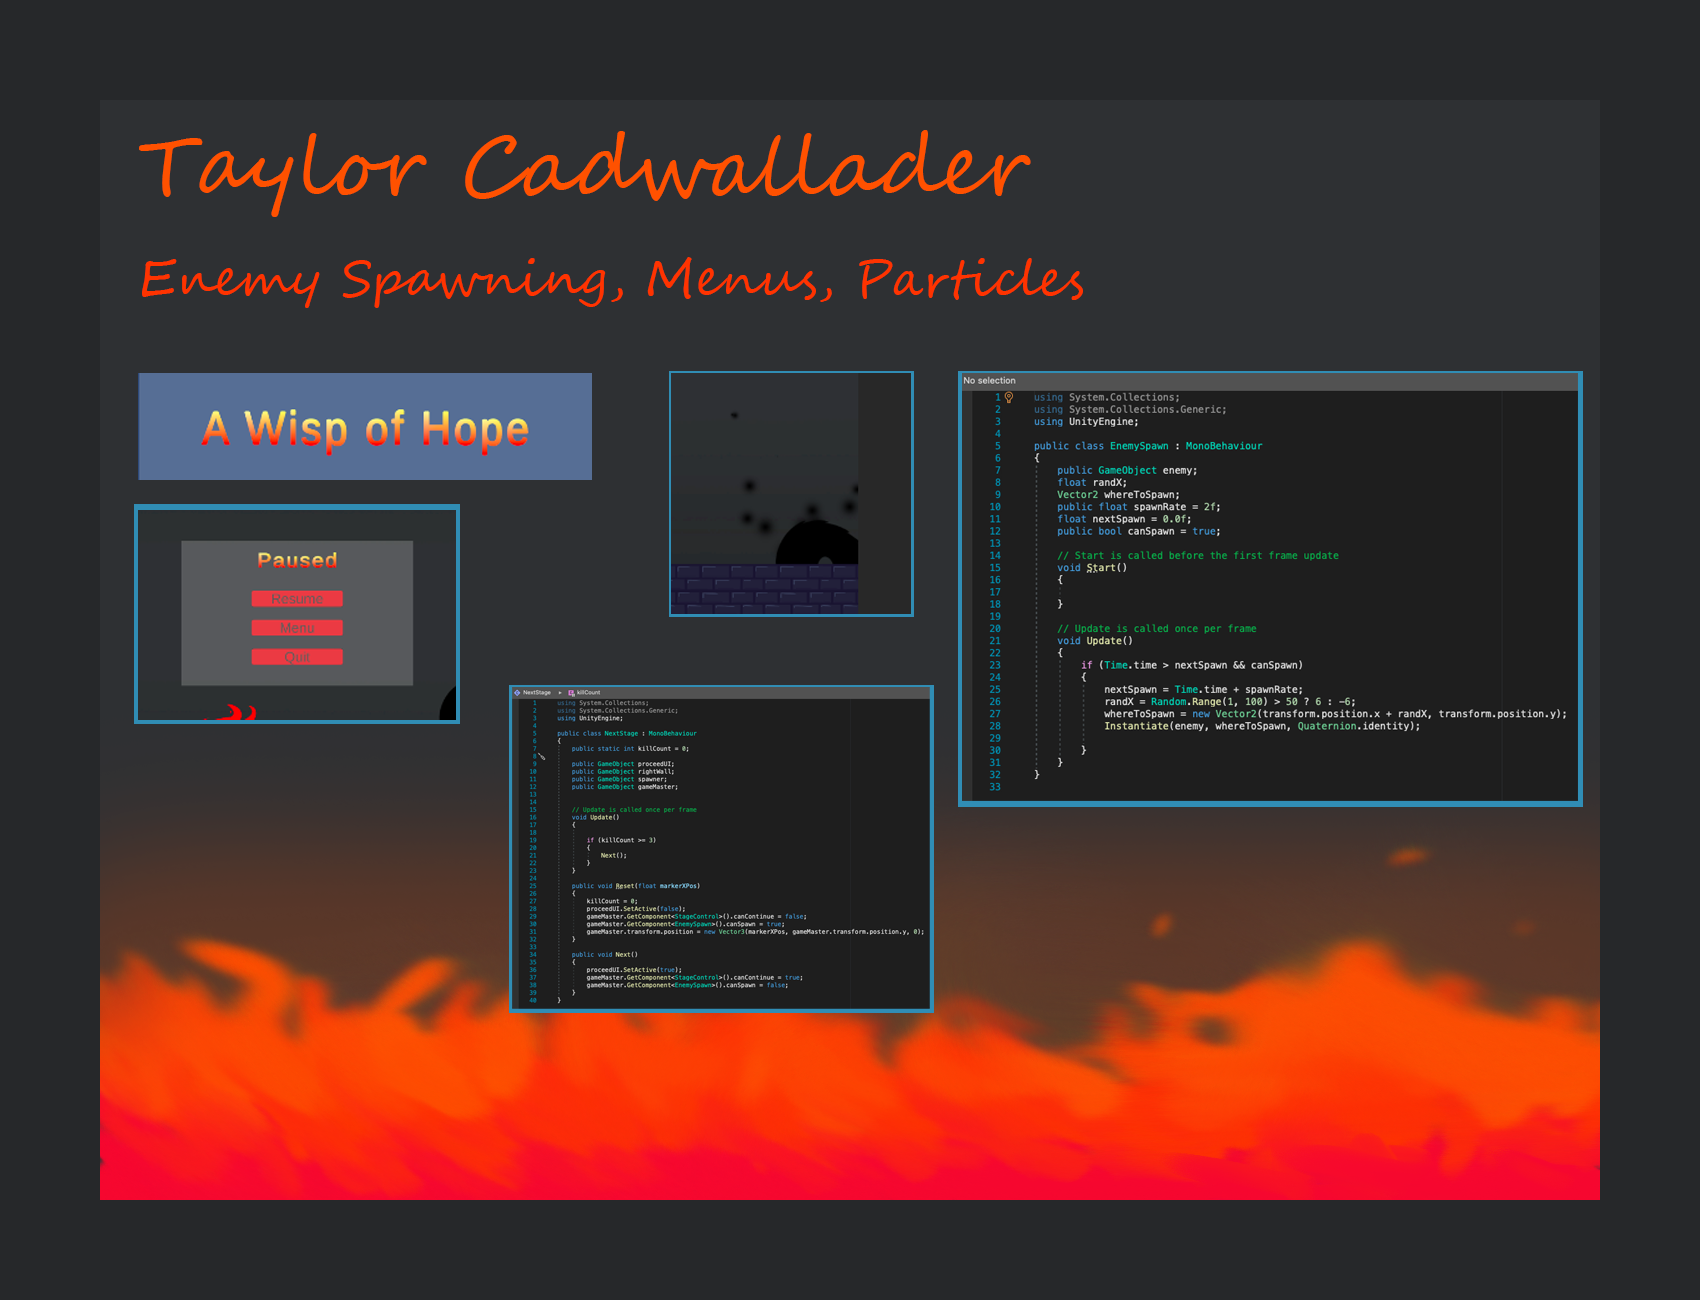 Taylor Cadwallader
Enemy Spawning, Menus, Particles
A Wisp of Hope
Paused
Resume
Menu
Quit
NextStage ▸ killCount
1 using System.Collections;
2 using System.Collections.Generic;
3 using UnityEngine;
4
5 public class NextStage : MonoBehaviour
6 {
7 public static int killCount = 0;
8
9 public GameObject proceedUI;
10 public GameObject rightWall;
11 public GameObject spawner;
12 public GameObject gameMaster;
13
14
15 // Update is called once per frame
16 void Update()
17 {
18
19 if (killCount >= 3)
20 {
21 Next();
22 }
23 }
24
25 public void Reset(float markerXPos)
26 {
27 killCount = 0;
28 proceedUI.SetActive(false);
29 gameMaster.GetComponent<StageControl>().canContinue = false;
30 gameMaster.GetComponent<EnemySpawn>().canSpawn = true;
31 gameMaster.transform.position = new Vector3(markerXPos, gameMaster.transform.position.y, 0);
32 }
33
34 public void Next()
35 {
36 proceedUI.SetActive(true);
37 gameMaster.GetComponent<StageControl>().canContinue = true;
38 gameMaster.GetComponent<EnemySpawn>().canSpawn = false;
39 }
40 }
No selection
1 using System.Collections;
2 using System.Collections.Generic;
3 using UnityEngine;
4
5 public class EnemySpawn : MonoBehaviour
6 {
7 public GameObject enemy;
8 float randX;
9 Vector2 whereToSpawn;
10 public float spawnRate = 2f;
11 float nextSpawn = 0.0f;
12 public bool canSpawn = true;
13
14 // Start is called before the first frame update
15 void Start()
16 {
17
18 }
19
20 // Update is called once per frame
21 void Update()
22 {
23 if (Time.time > nextSpawn && canSpawn)
24 {
25 nextSpawn = Time.time + spawnRate;
26 randX = Random.Range(1, 100) > 50 ? 6 : -6;
27 whereToSpawn = new Vector2(transform.position.x + randX, transform.position.y);
28 Instantiate(enemy, whereToSpawn, Quaternion.identity);
29
30 }
31 }
32 }
33